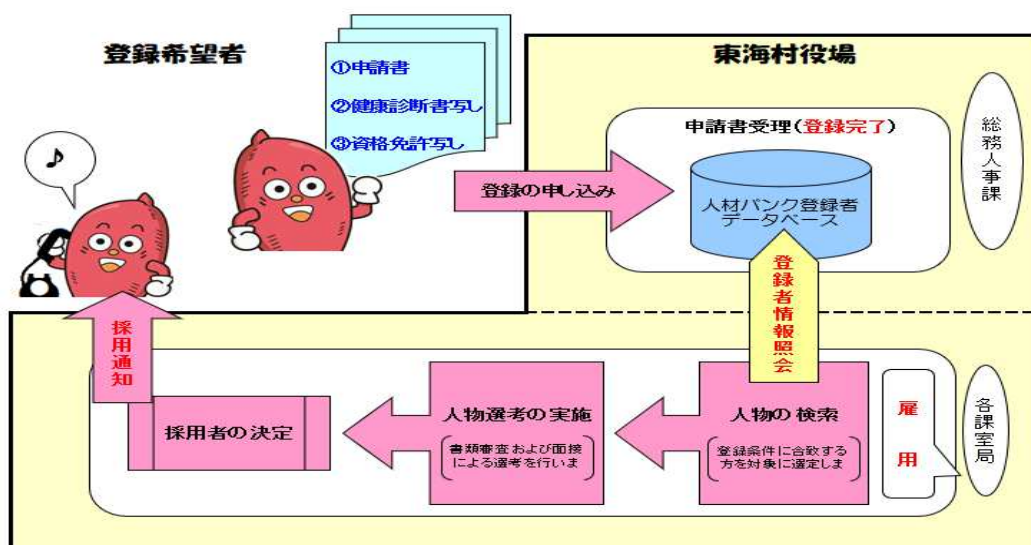 登録希望者
①申請書
②健康診断書写し
③資格免許写し
♪
登録の申し込み
東海村役場
申請書受理(登録完了)
人材バンク登録者
データベース
総務人事課
登録者情報照会
採用通知
採用者の決定
人物選考の実施
書類審査および面接
による選考を行いま
人物の検索
登録条件に合致する
方を対象に選定しま
雇用
各課室局